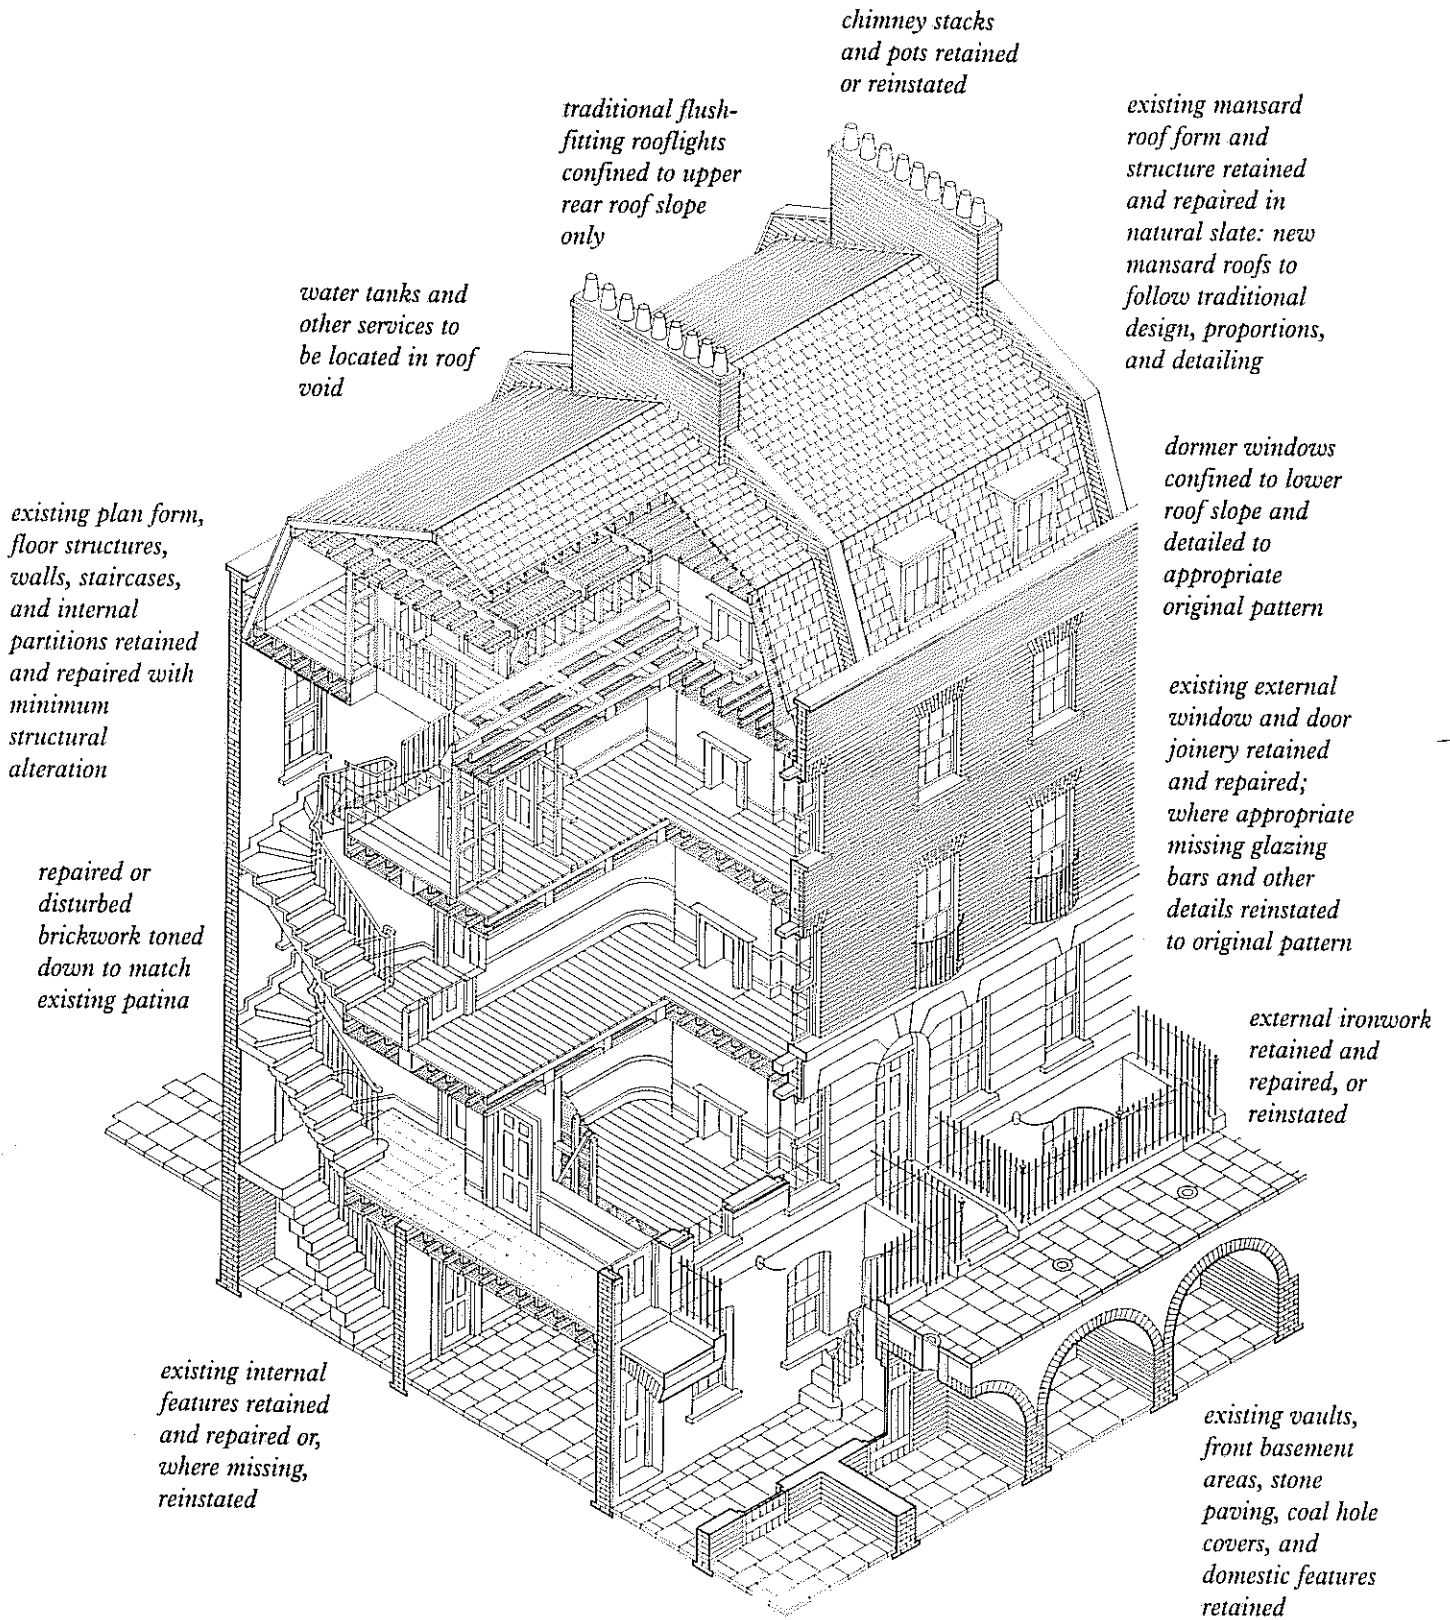 chimney stacks
and pots retained
or reinstated
traditional flush-
fitting rooflights
confined to upper
rear roof slope
only
existing mansard
roof form and
structure retained
and repaired in
natural slate: new
mansard roofs to
follow traditional
design, proportions,
and detailing
water tanks and
other services to
be located in roof
void
dormer windows
confined to lower
roof slope and
detailed to
appropriate
original pattern
existing plan form,
floor structures,
walls, staircases,
and internal
partitions retained
and repaired with
minimum
structural
alteration
existing external
window and door
joinery retained
and repaired;
where appropriate
missing glazing
bars and other
details reinstated
to original pattern
repaired or
disturbed
brickwork toned
down to match
existing patina
external ironwork
retained and
repaired, or
reinstated
existing internal
features retained
and repaired or,
where missing,
reinstated
existing vaults,
front basement
areas, stone
paving, coal hole
covers, and
domestic features
retained